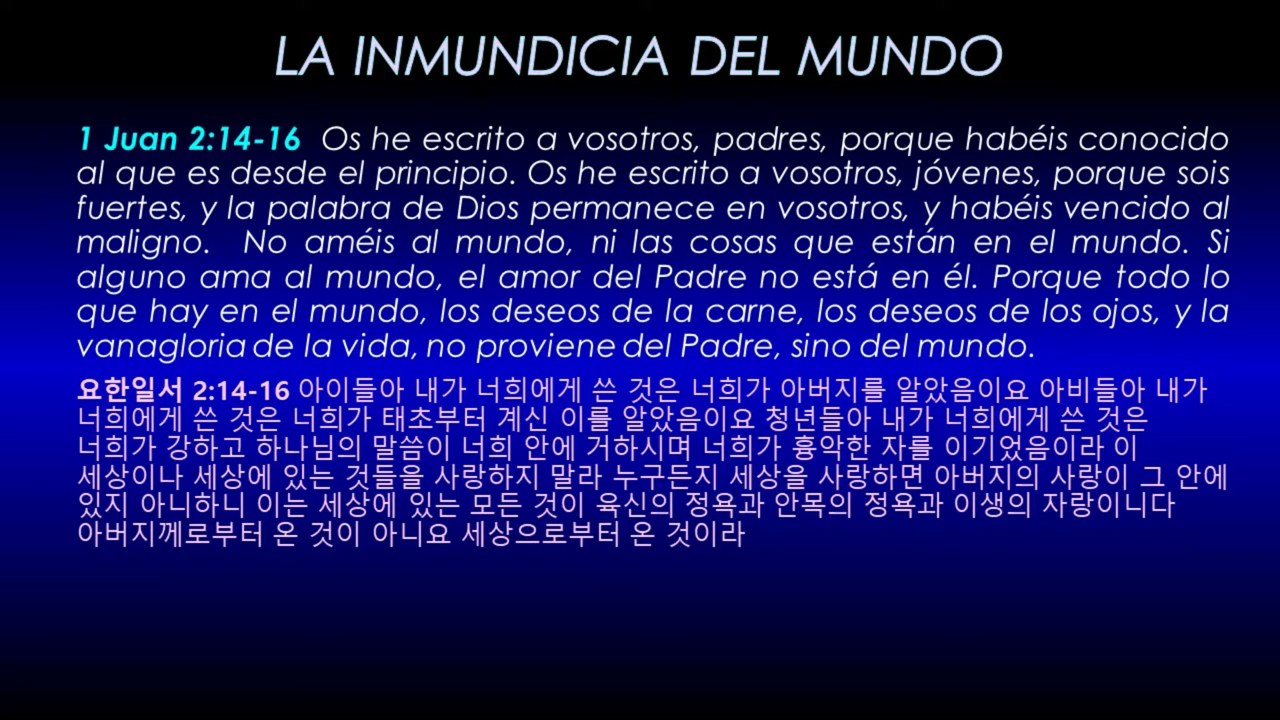 LA INMUNDICIA DEL MUNDO
1 Juan 2:14-16 Os he escrito a vosotros, padres, porque habéis conocido
al que es desde el principio. Os he escrito a vosotros, jóvenes, porque sois
fuertes, y la palabra de Dios permanece en vosotros, y habéis vencido al
maligno. No améis al mundo, ni las cosas que están en el mundo. Si
alguno ama al mundo, el amor del Padre no está en él. Porque todo lo
que hay en el mundo, los deseos de la carne, los deseos de los ojos, y la
vanagloria de la vida, no proviene del Padre, sino del mundo.
요한일서 2:14-16 아이들아 내가 너희에게 쓴 것은 너희가 아버지를 알았음이요 아비들아 내가
너희에게 쓴 것은 너희가 태초부터 계신 이를 알았음이요 청년들아 내가 너희에게 쓴 것은
너희가 강하고 하나님의 말씀이 너희 안에 거하시며 너희가 흉악한 자를 이기었음이라 이
세상이나 세상에 있는 것들을 사랑하지 말라 누구든지 세상을 사랑하면 아버지의 사랑이 그 안에
있지 아니하니 이는 세상에 있는 모든 것이 육신의 정욕과 안목의 정욕과 이생의 자랑이니다
아버지께로부터 온 것이 아니요 세상으로부터 온 것이라